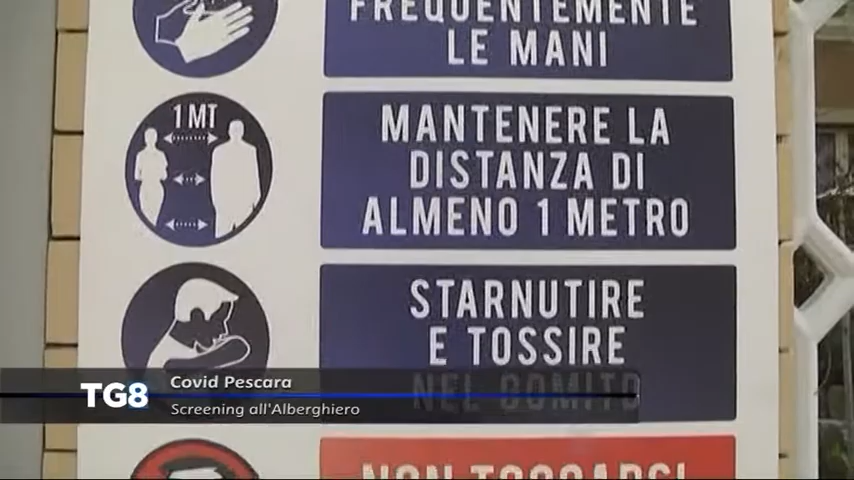 FREQUENTEMENTE
LE MANI
1 MT
MANTENERE LA
DISTANZA DI
ALMENO 1 METRO
STARNUTIRE
E TOSSIRE
NEL GOMITO
NON TOCCARSI
TG8
Covid Pescara
Screening all'Alberghiero